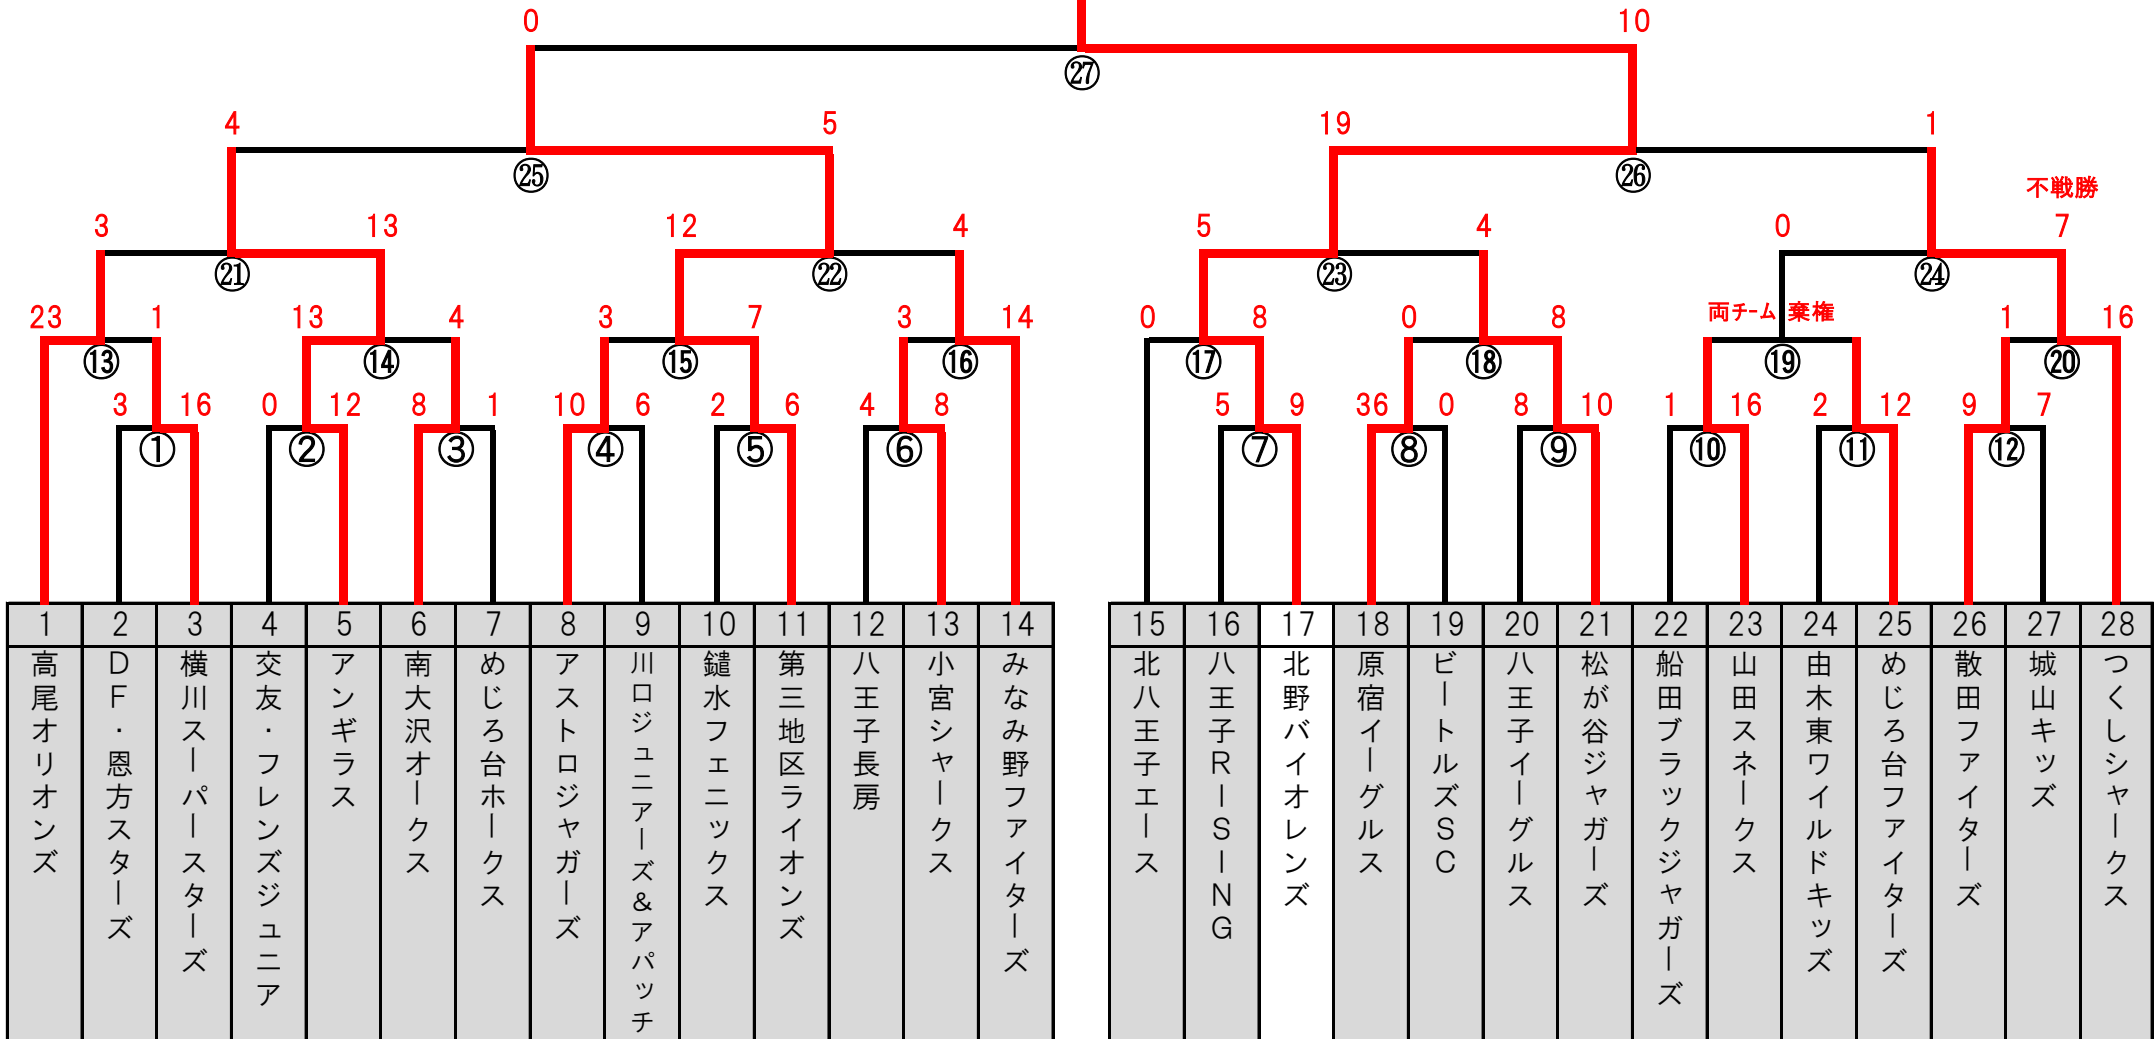 0 10
㉗
4 5 19 1
㉕ ㉖
不戦勝
3 13 12 4 5 4 0 7
㉑ ㉒ ㉓ ㉔
23 1 13 4 3 7 3 14 0 8 0 8 両チーム 棄権 1 16
⑬ ⑭ ⑮ ⑯ ⑰ ⑱ ⑲ ⑳
3 16 0 12 8 1 10 6 2 6 4 8 5 9 36 0 8 10 1 16 2 12 9 7
① ② ③ ④ ⑤ ⑥ ⑦ ⑧ ⑨ ⑩ ⑪ ⑫
1 2 3 4 5 6 7 8 9 10 11 12 13 14 15 16 17 18 19 20 21 22 23 24 25 26 27 28
高尾オリオンズ
DF・恩方スターズ
横川スーパースターズ
交友・フレンズジュニア
アンギラス
南大沢オークス
めじろ台ホークス
アストロジャガーズ
川口ジュニアーズ&アパッチ
鑓水フェニックス
第三地区ライオンズ
八王子長房
小宮シャークス
みなみ野ファイターズ
北八王子エース
八王子RISING
北野バイオレンズ
原宿イーグルス
ビートルズSC
八王子イーグルス
松が谷ジャガーズ
船田ブラックジャガーズ
山田スネークス
由木東ワイルドキッズ
めじろ台ファイターズ
散田ファイターズ
城山キッズ
つくしシャークス